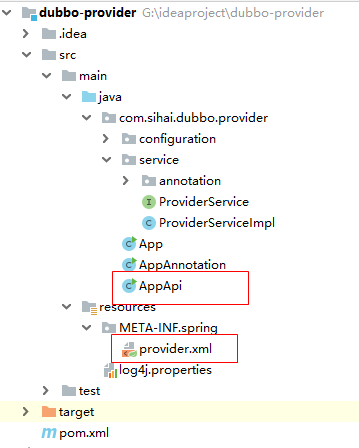 dubbo-provider G:\ideaproject\dubbo-provider
.idea
src
main
java
com.sihai.dubbo.provider
configuration
service
annotation
ProviderService
ProviderServiceImpl
App
AppAnnotation
AppApi
resources
META-INF.spring
provider.xml
log4j.properties
test
target
pom.xml